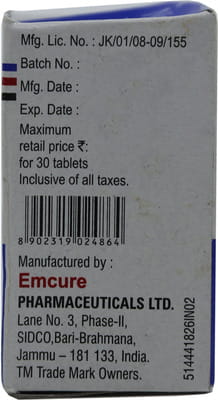 Mfg. Lic. No. : JK/01/08-09/155
Batch No. :
Mfg. Date :
Exp. Date :
Maximum
retail price ₹:
for 30 tablets
Inclusive of all taxes.
8 902319 024864
Manufactured by :
Emcure
PHARMACEUTICALS LTD.
Lane No. 3, Phase-II,
SIDCO,Bari-Brahmana,
Jammu – 181 133, India.
TM Trade Mark Owners.
514441826IN02